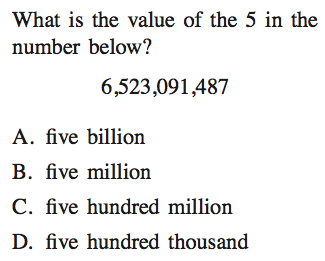 What is the value of the 5 in the
number below?
6,523,091,487
A. five billion
B. five million
C. five hundred million
D. five hundred thousand